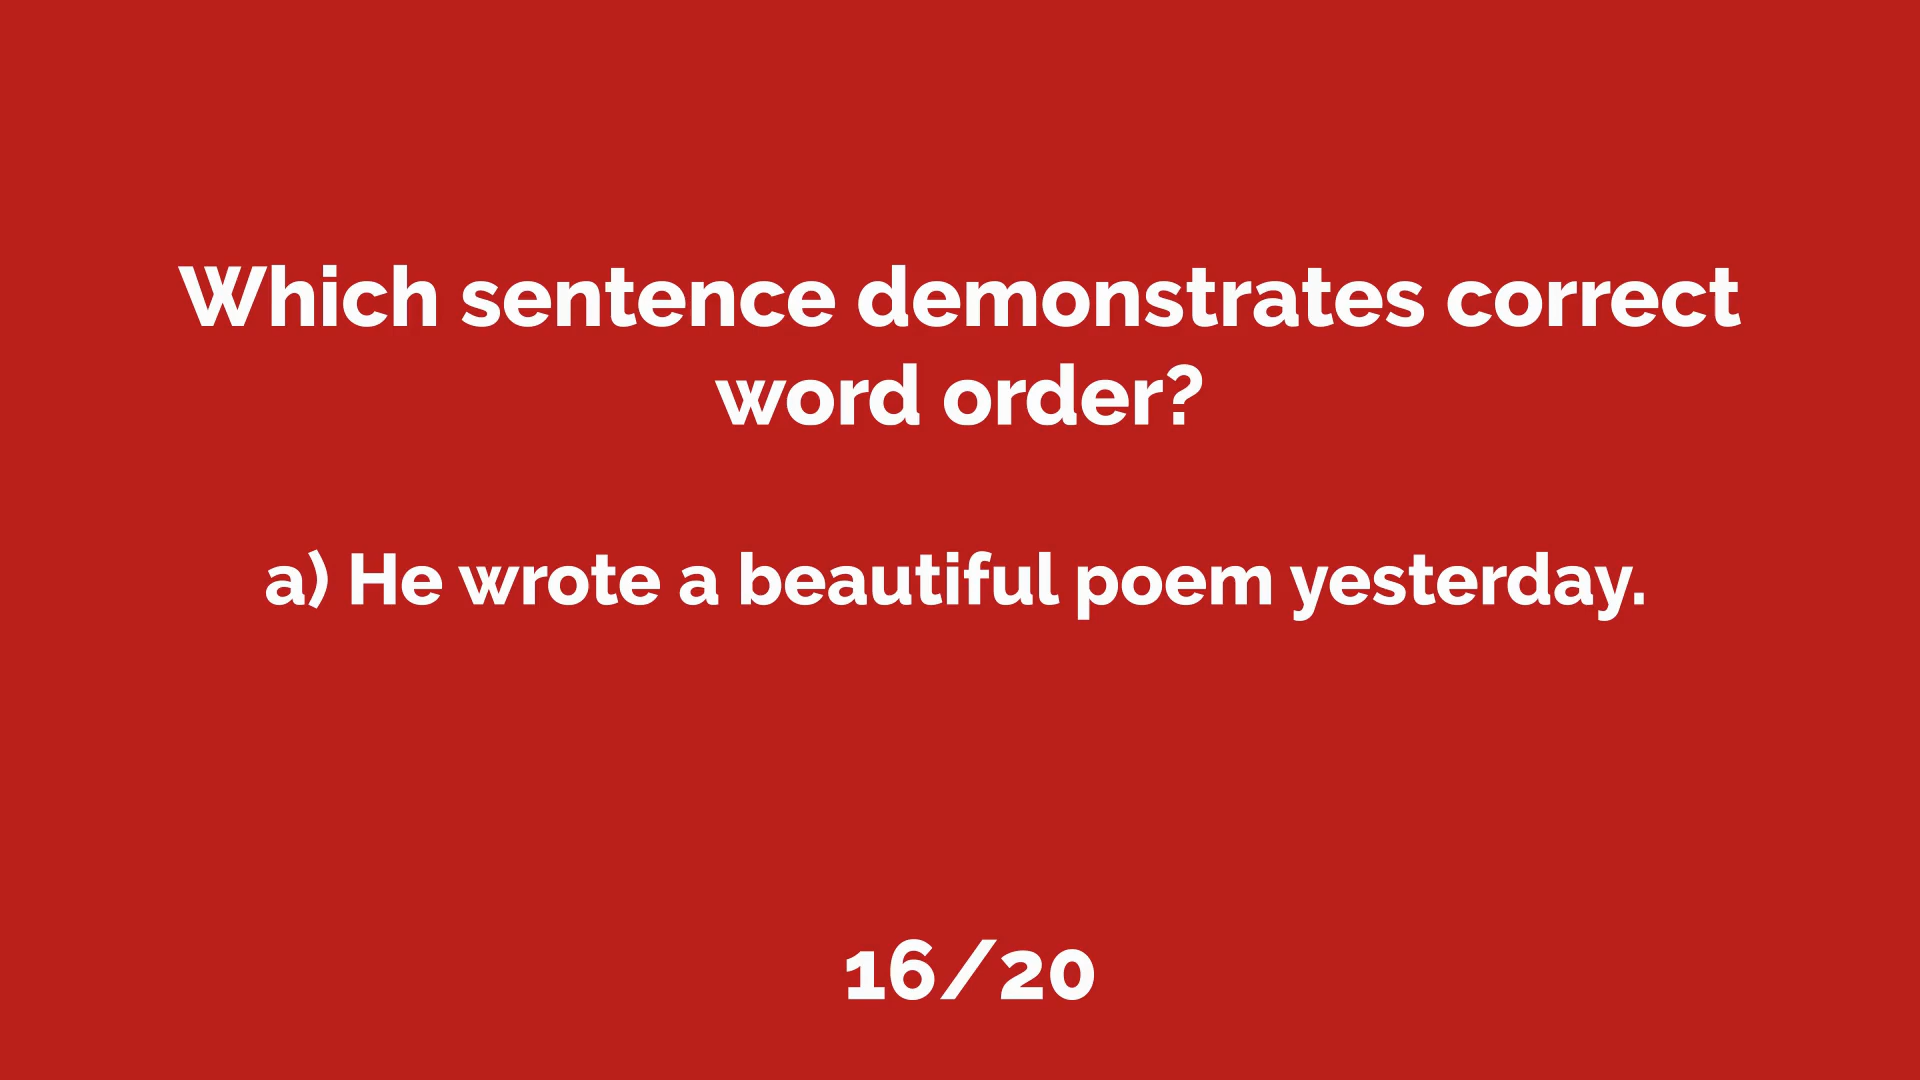 Which sentence demonstrates correct
word order?
a) He wrote a beautiful poem yesterday.
16/20